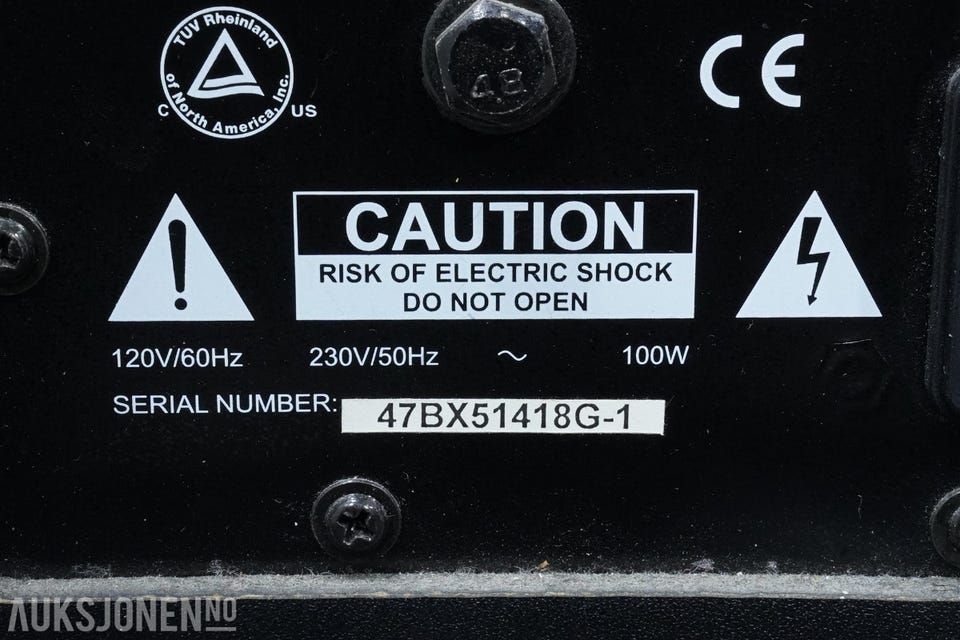 TUV Rheinland
of North America, Inc.
C US
4.8
CE
CAUTION
RISK OF ELECTRIC SHOCK
DO NOT OPEN
120V/60Hz 230V/50Hz ~ 100W
SERIAL NUMBER: 47BX51418G-1
AUKSJONEN NO